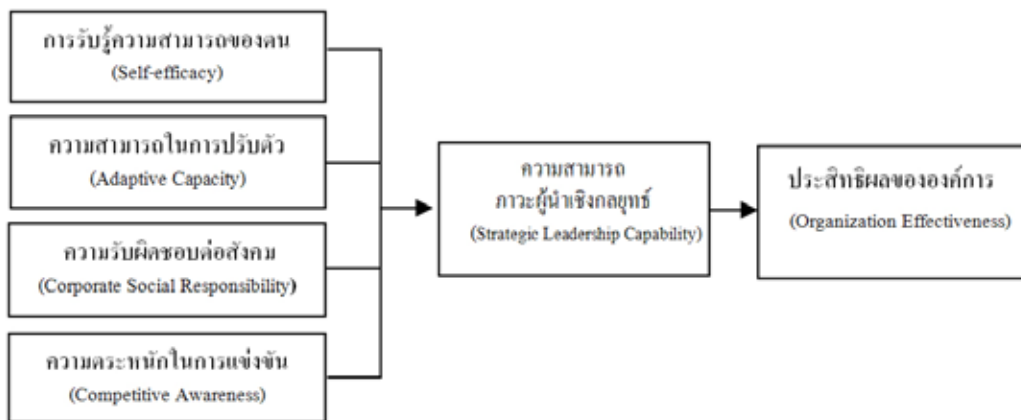 การรับรู้ความสามารถของตน
(Self-efficacy)
ความสามารถในการปรับตัว
(Adaptive Capacity)
ความรับผิดชอบต่อสังคม
(Corporate Social Responsibility)
ความตระหนักในการแข่งขัน
(Competitive Awareness)
ความสามารถ
ภาวะผู้นำเชิงกลยุทธ์
(Strategic Leadership Capability)
ประสิทธิผลขององค์การ
(Organization Effectiveness)